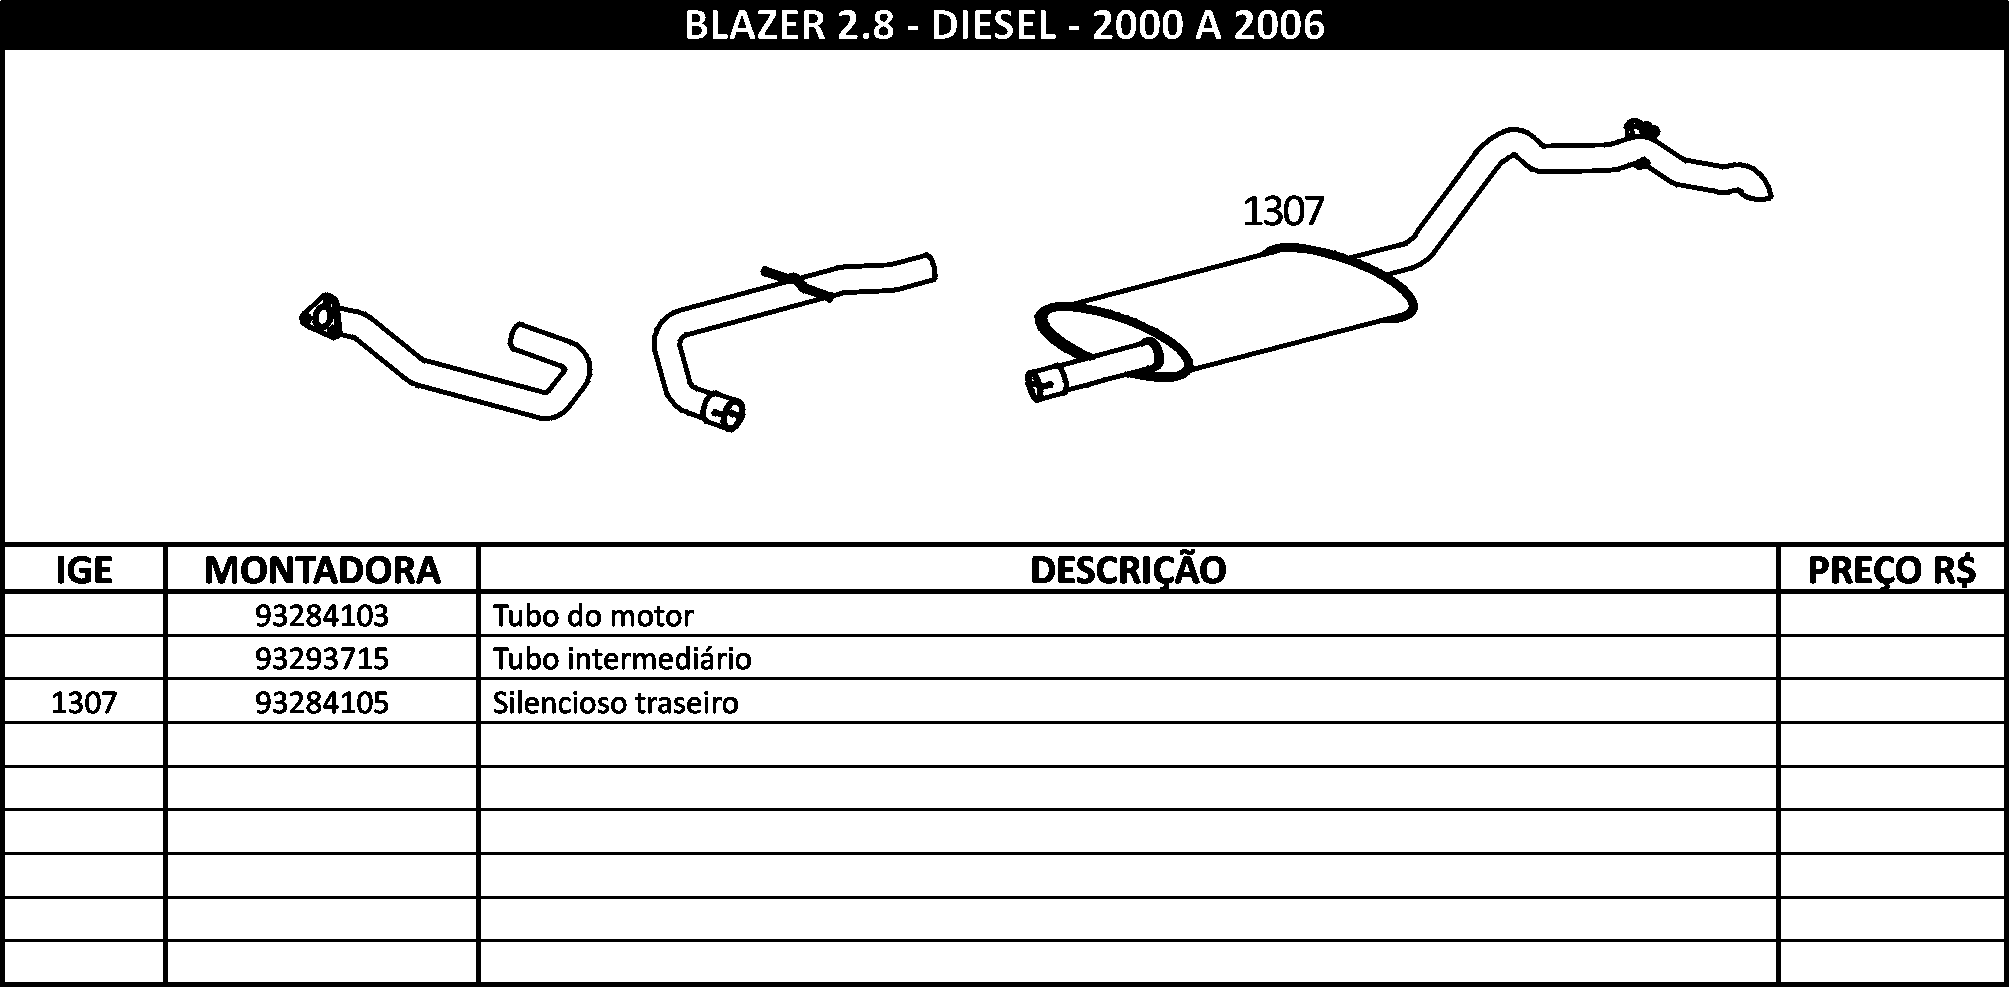 BLAZER 2.8 - DIESEL - 2000 A 2006
1307
IGE MONTADORA DESCRIÇÃO PREÇO R$
93284103 Tubo do motor
93293715 Tubo intermediário
1307 93284105 Silencioso traseiro